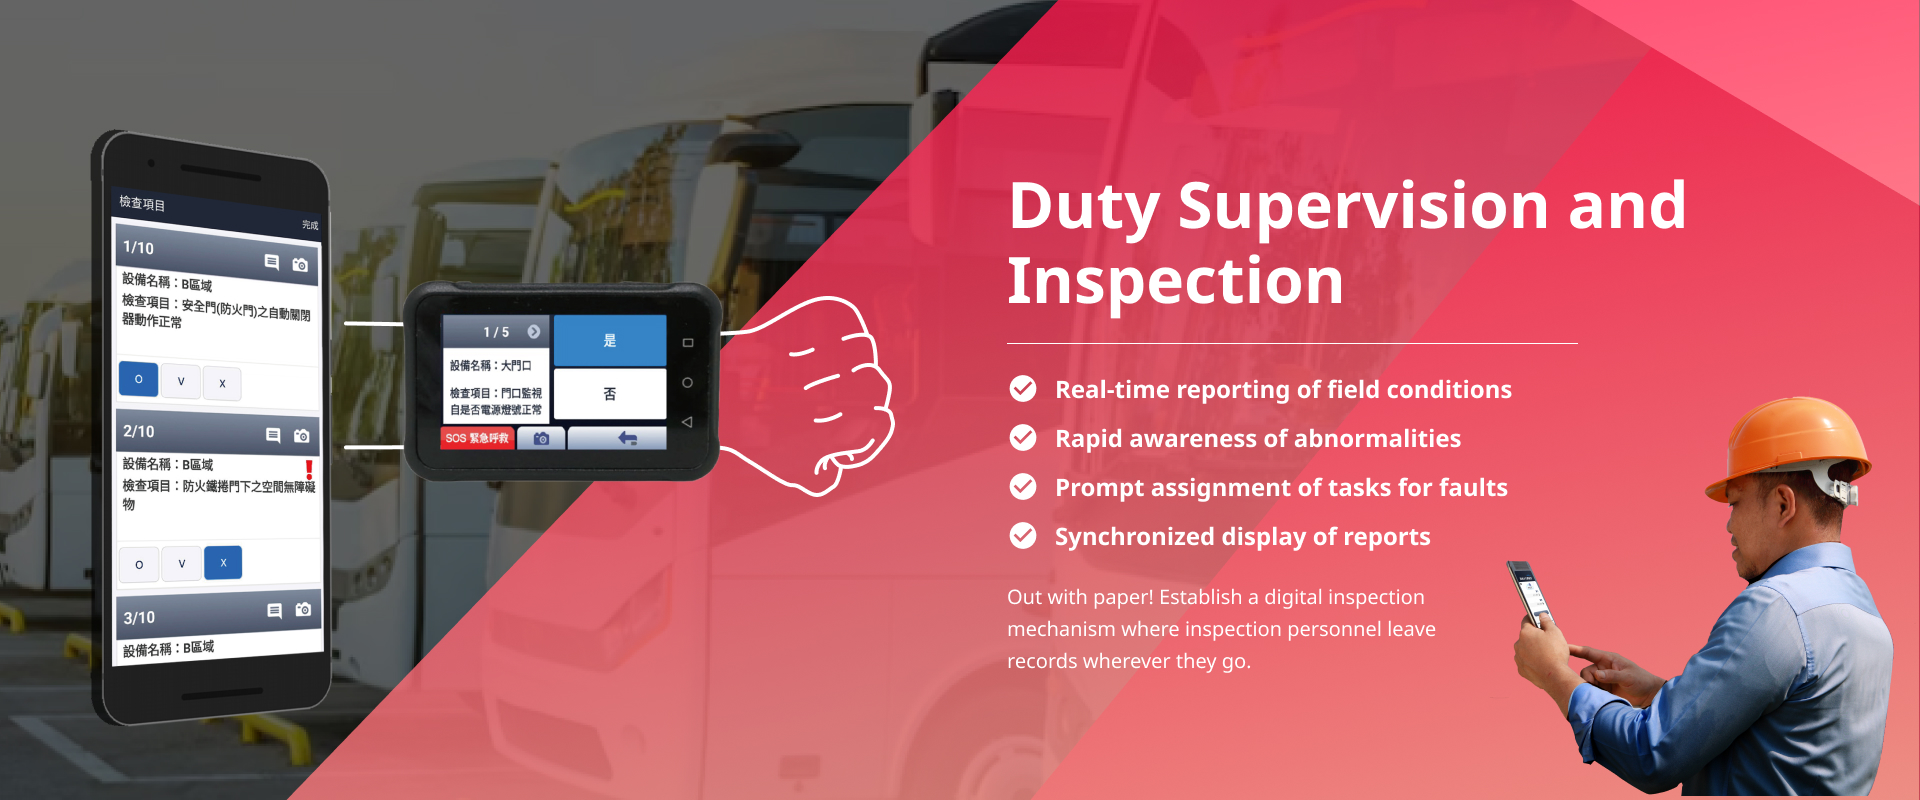 檢查項目
完成
1/10
設備名稱：B區域
檢查項目：安全門(防火門)之自動關閉
器動作正常
O
V
X
2/10
設備名稱：B區域
檢查項目：防火鐵捲門下之空間無障礙
物
O
V
X
3/10
設備名稱：B區域
1 / 5
設備名稱：大門口
檢查項目：門口監視
自是否電源燈號正常
是
否
SOS 緊急呼救
Duty Supervision and
Inspection
Real-time reporting of field conditions
Rapid awareness of abnormalities
Prompt assignment of tasks for faults
Synchronized display of reports
Out with paper! Establish a digital inspection
mechanism where inspection personnel leave
records wherever they go.